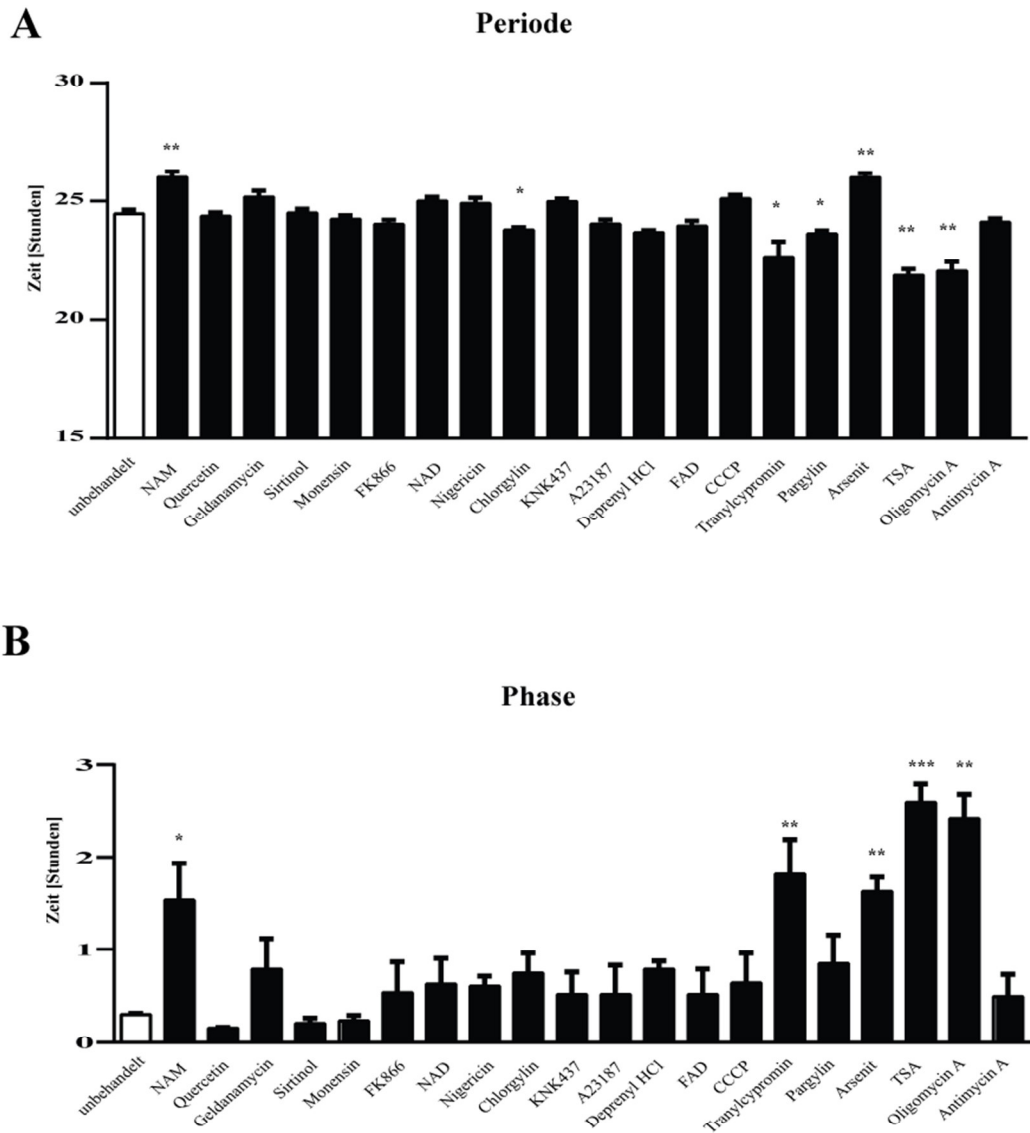 A
Periode
Zeit [Stunden]
30
25
20
15
**
*
*
*
**
**
**
unbehandelt
NAM
Quercetin
Geldanamycin
Sirtinol
Monensin
FK866
NAD
Nigericin
Chlorgylin
KNK437
A23187
Deprenyl HCl
FAD
CCCP
Tranylcypromin
Pargylin
Arsenit
TSA
Oligomycin A
Antimycin A
B
Phase
Zeit [Stunden]
3
2
1
0
*
**
**
***
**
unbehandelt
NAM
Quercetin
Geldanamycin
Sirtinol
Monensin
FK866
NAD
Nigericin
Chlorgylin
KNK437
A23187
Deprenyl HCl
FAD
CCCP
Tranylcypromin
Pargylin
Arsenit
TSA
Oligomycin A
Antimycin A